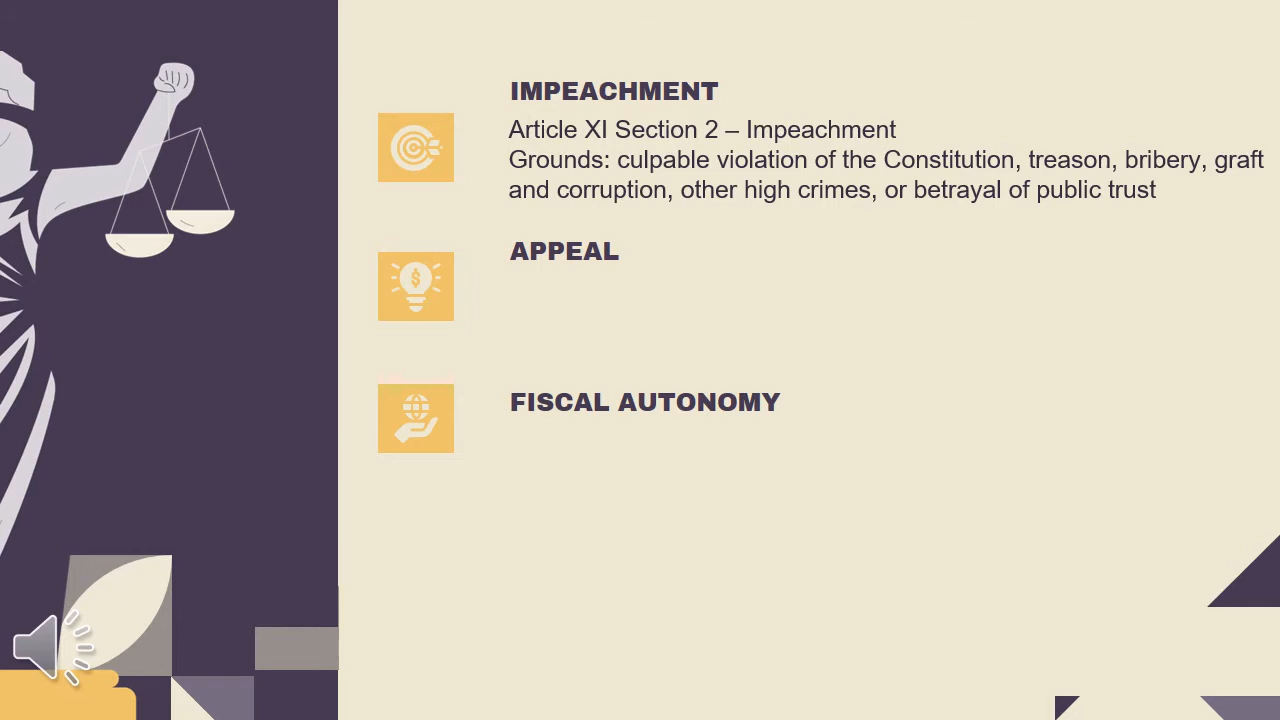 IMPEACHMENT
Article XI Section 2 – Impeachment
Grounds: culpable violation of the Constitution, treason, bribery, graft
and corruption, other high crimes, or betrayal of public trust
APPEAL
$
FISCAL AUTONOMY